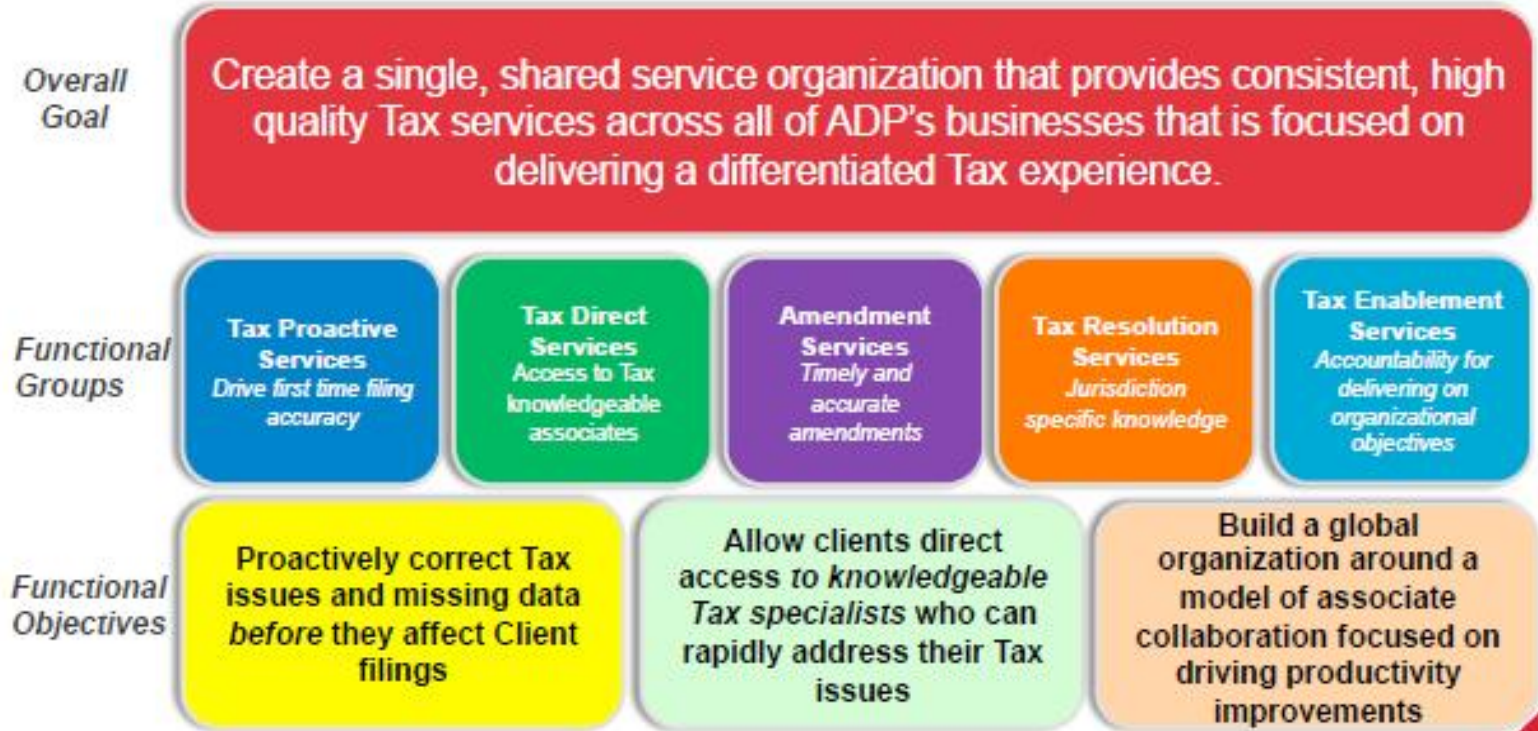 Overall
Goal
Create a single, shared service organization that provides consistent, high
quality Tax services across all of ADP's businesses that is focused on
delivering a differentiated Tax experience.
Functional
Groups
Tax Proactive
Services
Drive first time filing
accuracy
Tax Direct
Services
Access to Tax
knowledgeable
associates
Amendment
Services
Timely and
accurate
amendments
Tax Resolution
Services
Jurisdiction
specific knowledge
Tax Enablement
Services
Accountability for
delivering on
organizational
objectives
Functional
Objectives
Proactively correct Tax
issues and missing data
before they affect Client
filings
Allow clients direct
access to knowledgeable
Tax specialists who can
rapidly address their Tax
issues
Build a global
organization around a
model of associate
collaboration focused on
driving productivity
improvements